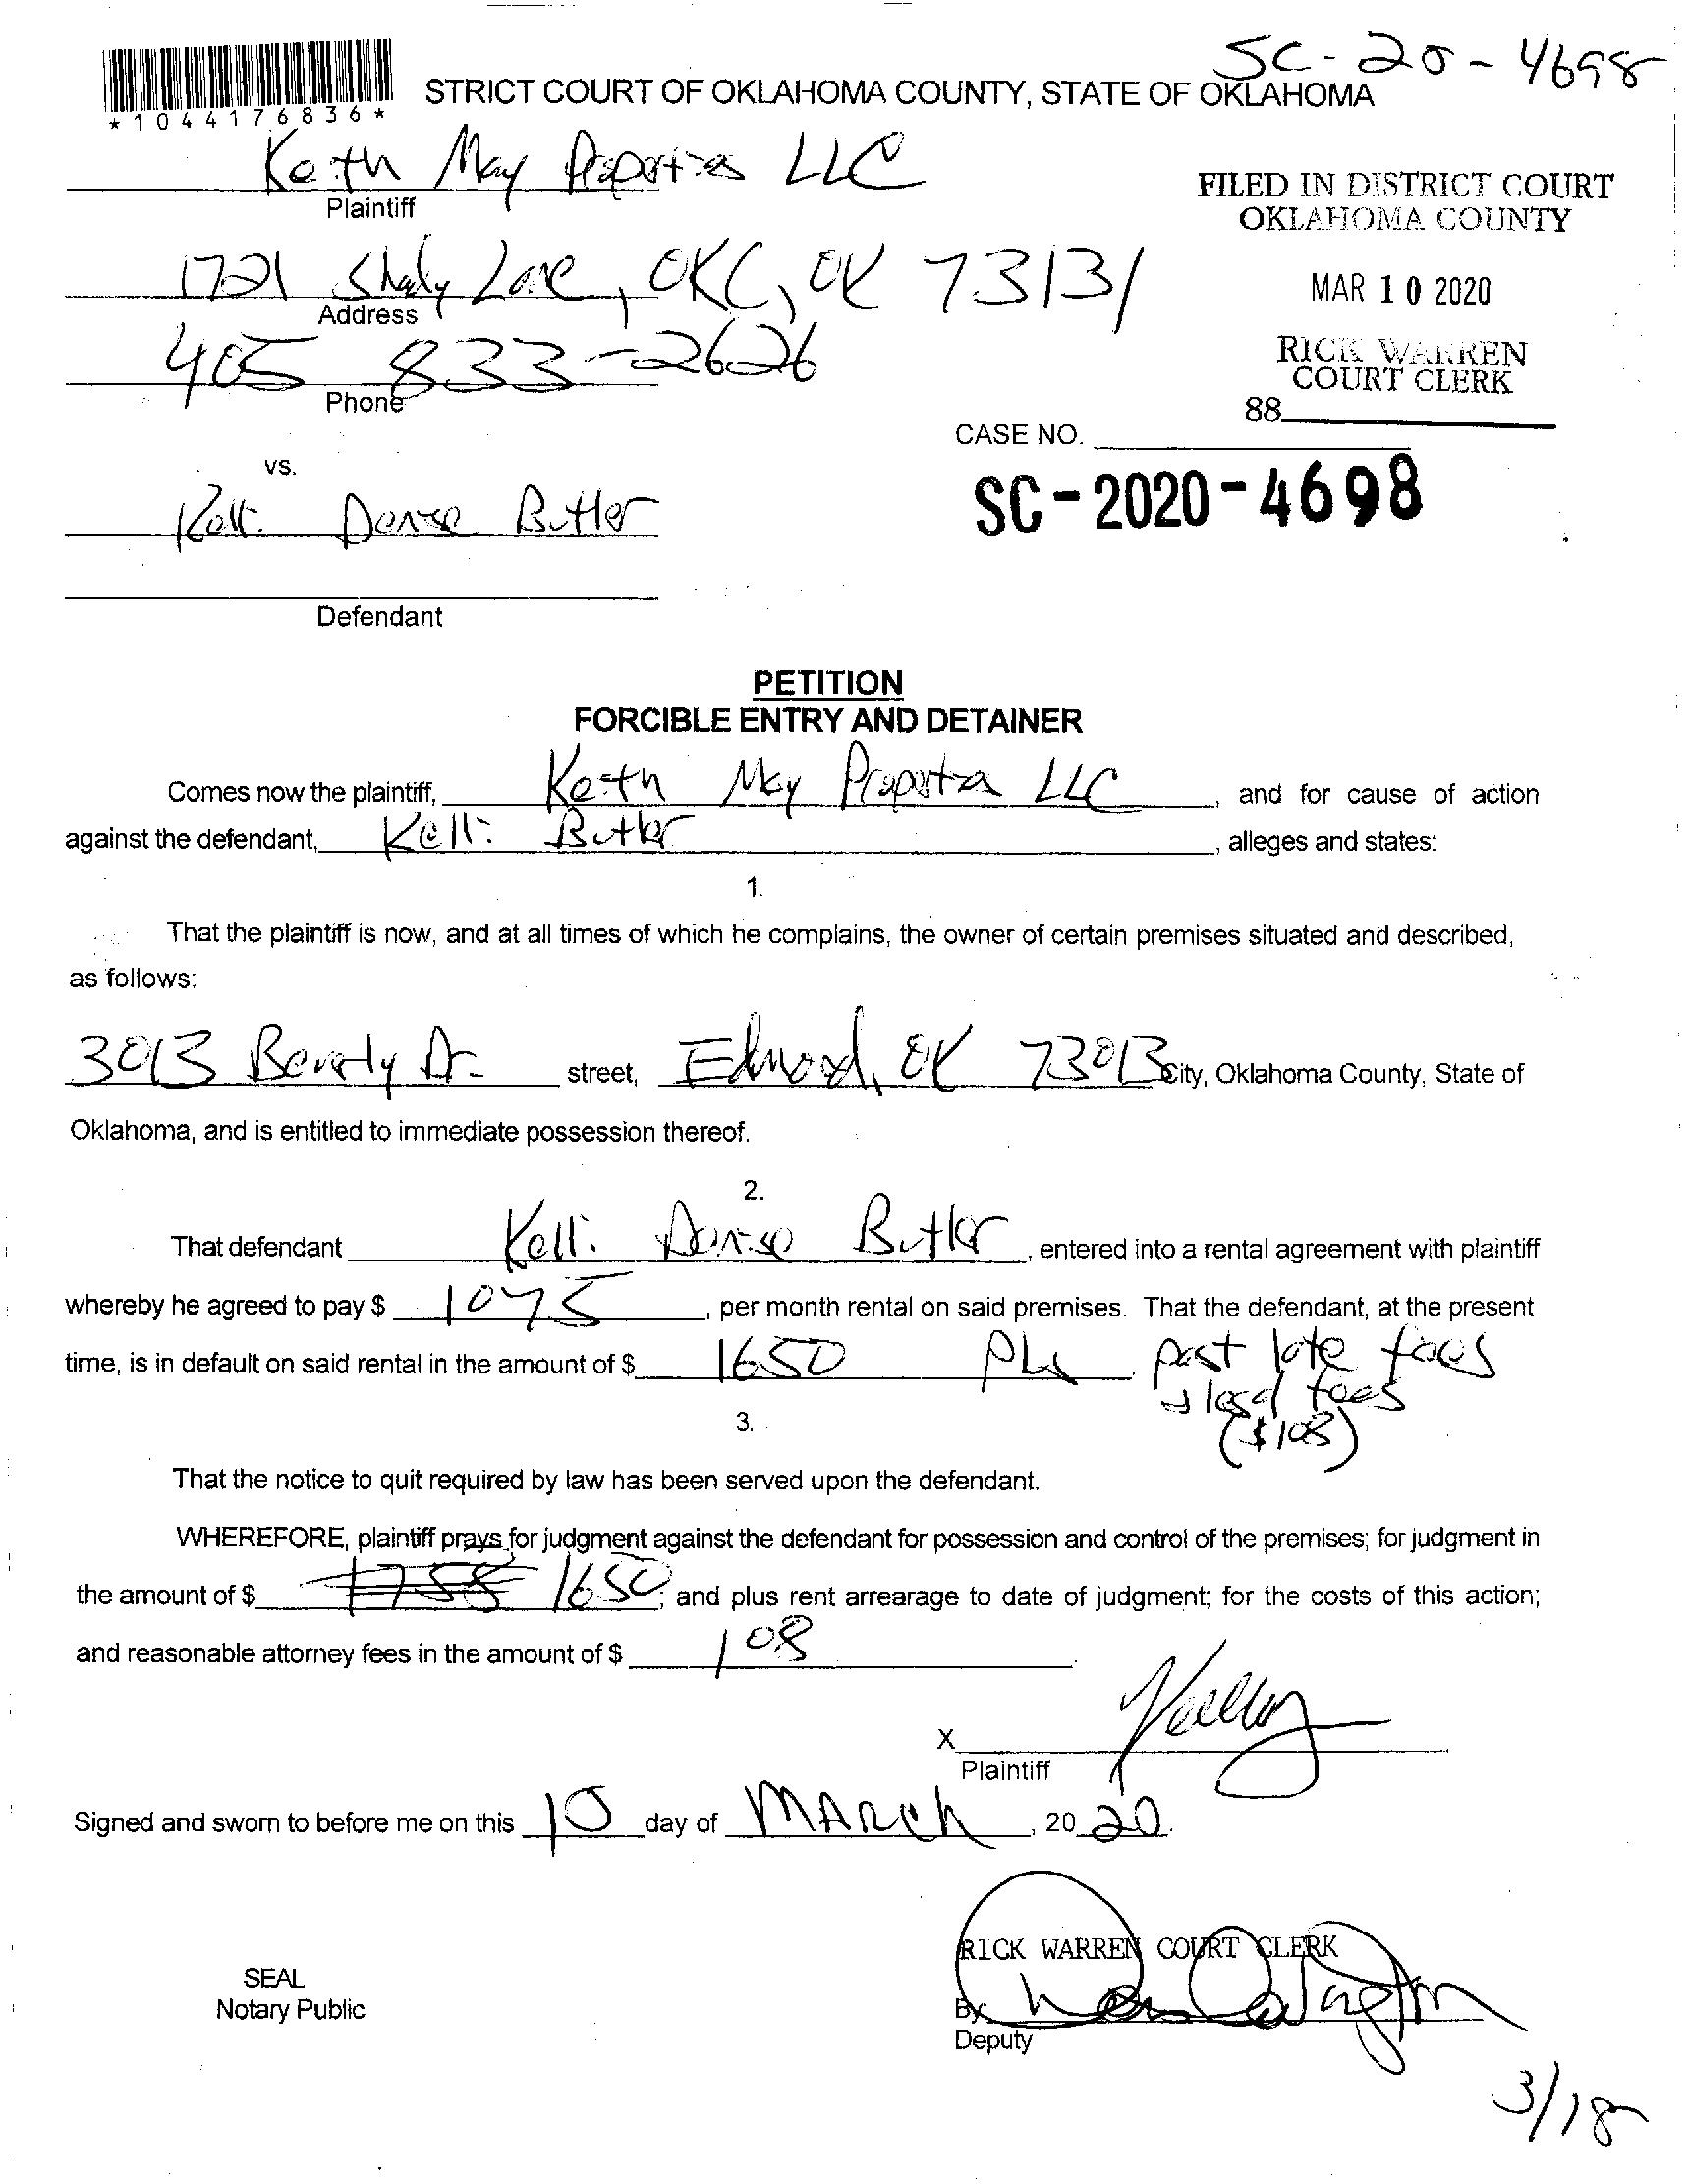 SC-20-4698
STRICT COURT OF OKLAHOMA COUNTY, STATE OF OKLAHOMA
*1044176836*
Keith May Properties LLC
Plaintiff
FILED IN DISTRICT COURT
OKLAHOMA COUNTY
1721 Shady Lane, OKC, OK 73131
Address
MAR 10 2020
405 833-2626
Phone
RICK WARREN
COURT CLERK
88
CASE NO.
vs.
SC-2020-4698
Kelli Denise Butler
Defendant
PETITION
FORCIBLE ENTRY AND DETAINER
Comes now the plaintiff, Keith May Properties LLC, and for cause of action
against the defendant, Kelli Butler, alleges and states:
1.
That the plaintiff is now, and at all times of which he complains, the owner of certain premises situated and described,
as follows:
3013 Beverly Dr street, Edmond, OK 73013 City, Oklahoma County, State of
Oklahoma, and is entitled to immediate possession thereof.
2.
That defendant Kelli Denise Butler, entered into a rental agreement with plaintiff
whereby he agreed to pay $ 1075, per month rental on said premises. That the defendant, at the present
time, is in default on said rental in the amount of $ 1650 plus past late fees
fees
($108)
3.
That the notice to quit required by law has been served upon the defendant.
WHEREFORE, plaintiff prays for judgment against the defendant for possession and control of the premises; for judgment in
the amount of $ 1758 1650; and plus rent arrearage to date of judgment; for the costs of this action;
and reasonable attorney fees in the amount of $ 108
X
Plaintiff
Signed and sworn to before me on this 10 day of MARCH, 2020.
RICK WARREN COURT CLERK
SEAL
Notary Public
By
Deputy
3/18